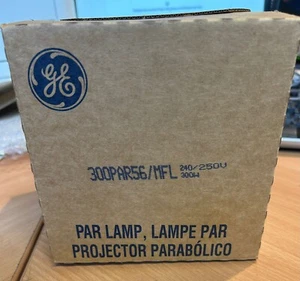 GE
300PAR56/MFL 240/250V
300W
PAR LAMP, LAMPE PAR
PROJECTOR PARABÓLICO